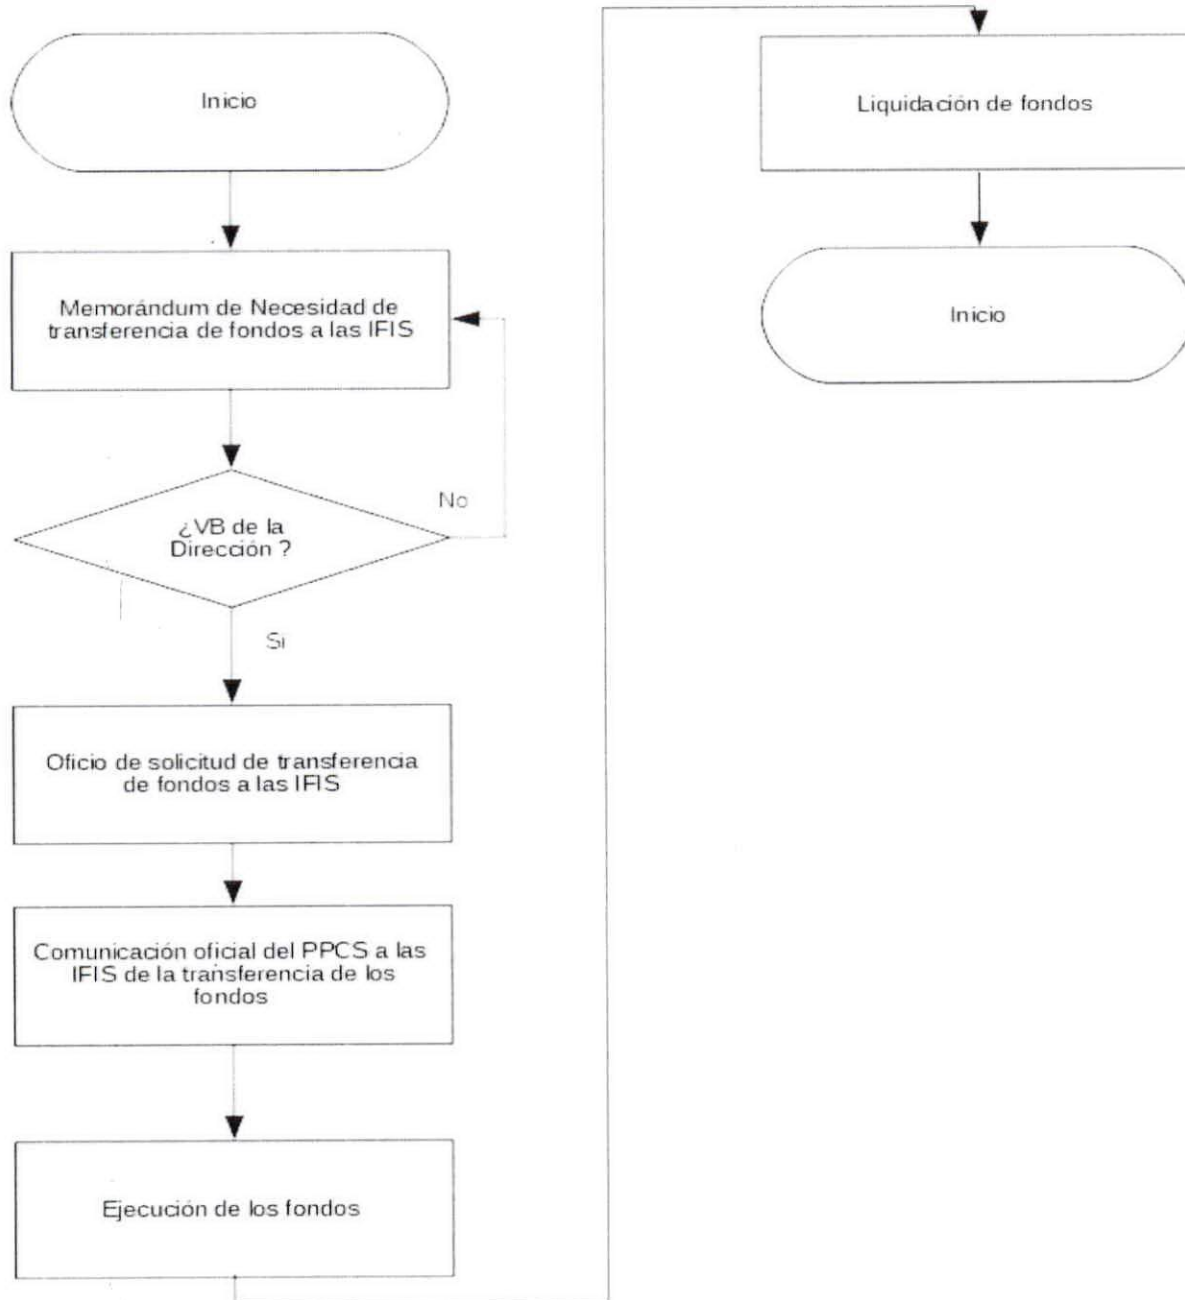 Inicio
Memorándum de Necesidad de
transferencia de fondos a las IFIS
No
¿VB de la
Dirección ?
Si
Oficio de solicitud de transferencia
de fondos a las IFIS
Comunicación oficial del PPCS a las
IFIS de la transferencia de los
fondos
Ejecución de los fondos
Liquidación de fondos
Inicio